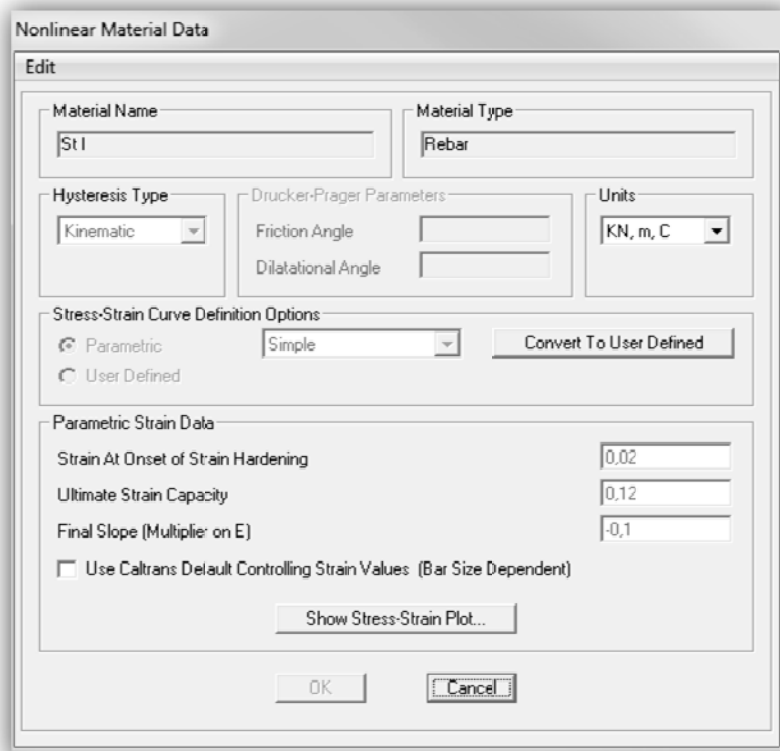 Nonlinear Material Data
Edit
Material Name
St I
Material Type
Rebar
Hysteresis Type
Kinematic
Drucker-Prager Parameters
Friction Angle
Dilatational Angle
Units
KN, m, C
Stress-Strain Curve Definition Options
Parametric
Simple
Convert To User Defined
User Defined
Parametric Strain Data
Strain At Onset of Strain Hardening
0,02
Ultimate Strain Capacity
0,12
Final Slope (Multiplier on E)
-0,1
Use Caltrans Default Controlling Strain Values (Bar Size Dependent)
Show Stress-Strain Plot...
OK
Cancel